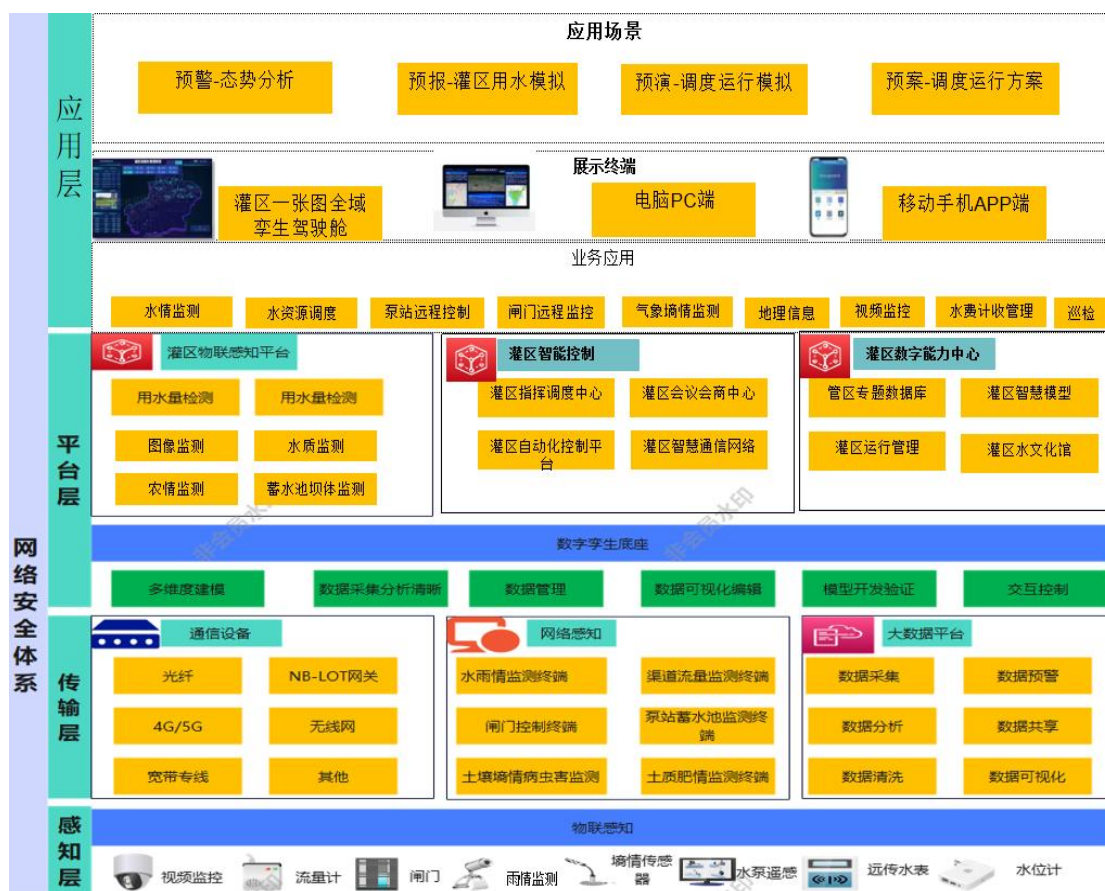 网络安全体系
应用层
应用场景
预警-态势分析
预报-灌区用水模拟
预演-调度运行模拟
预案-调度运行方案
展示终端
灌区一张图全域
孪生驾驶舱
电脑PC端
移动手机APP端
业务应用
水情监测
水资源调度
泵站远程控制
闸门远程监控
气象墒情监测
地理信息
视频监控
水费计收管理
巡检
平台层
灌区物联感知平台
用水量检测
用水量检测
图像监测
水质监测
农情监测
蓄水池坝体监测
灌区智能控制
灌区指挥调度中心
灌区会议会商中心
灌区自动化控制平
台
灌区智慧通信网络
灌区数字能力中心
管区专题数据库
灌区智慧模型
灌区运行管理
灌区水文化馆
非会员水印
非会员水印
数字孪生底座
多维度建模
数据采集分析清晰
数据管理
数据可视化编辑
模型开发验证
交互控制
传输层
通信设备
光纤
NB-LOT网关
4G/5G
无线网
宽带专线
其他
网络感知
水雨情监测终端
渠道流量监测终端
闸门控制终端
泵站蓄水池监测终
端
土壤墒情病虫害监测
土质肥情监测终端
大数据平台
数据采集
数据预警
数据分析
数据共享
数据清洗
数据可视化
感知层
物联感知
视频监控
流量计
闸门
雨情监测
墒情传感
器
水泵遥感
远传水表
水位计